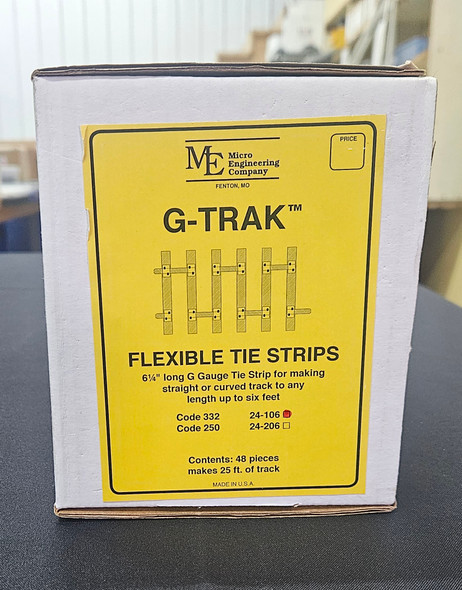 ME Micro
Engineering
Company
FENTON, MO
PRICE
G-TRAK™
FLEXIBLE TIE STRIPS
6¼" long G Gauge Tie Strip for making
straight or curved track to any
length up to six feet
Code 332 24-106
Code 250 24-206
Contents: 48 pieces
makes 25 ft. of track
MADE IN U.S.A.